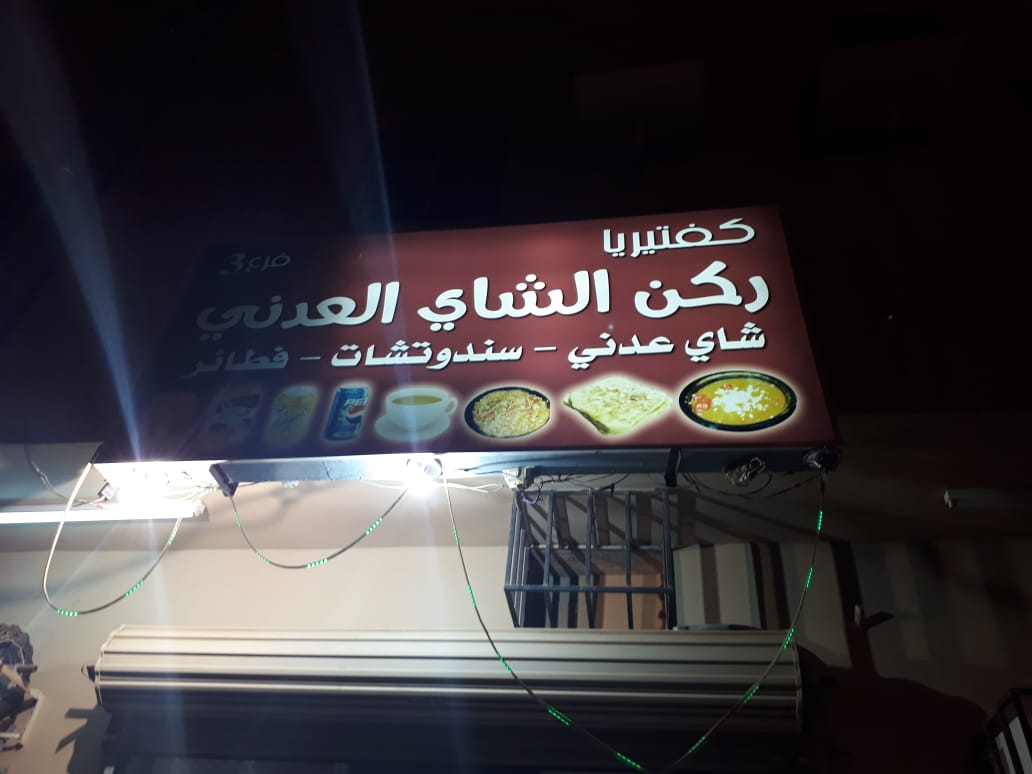 كفتيريا
فرع 3
ركن الشاي العدني
شاي عدني - سندوتشات - فطائر